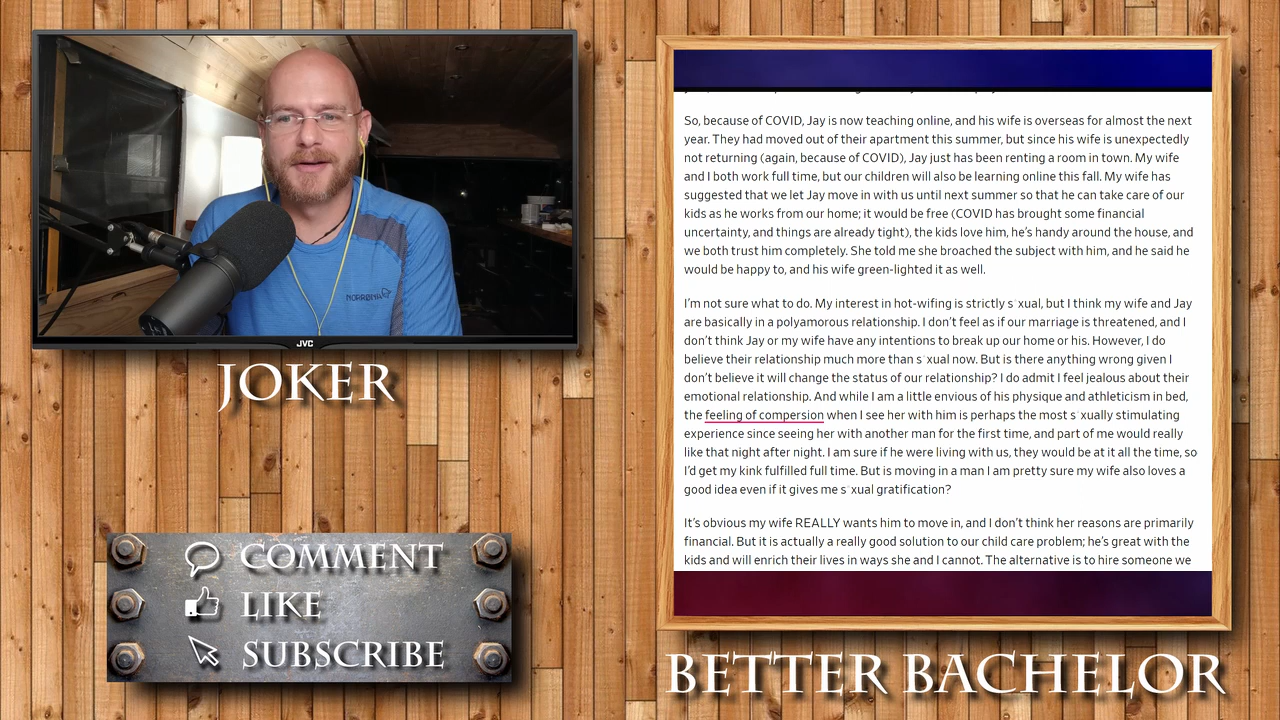 JVC
NORRØNA
JOKER
COMMENT
LIKE
SUBSCRIBE
So, because of COVID, Jay is now teaching online, and his wife is overseas for almost the next
year. They had moved out of their apartment this summer, but since his wife is unexpectedly
not returning (again, because of COVID), Jay just has been renting a room in town. My wife
and I both work full time, but our children will also be learning online this fall. My wife has
suggested that we let Jay move in with us until next summer so that he can take care of our
kids as he works from our home; it would be free (COVID has brought some financial
uncertainty, and things are already tight), the kids love him, he's handy around the house, and
we both trust him completely. She told me she broached the subject with him, and he said he
would be happy to, and his wife green-lighted it as well.
I'm not sure what to do. My interest in hot-wifing is strictly s xual, but I think my wife and Jay
are basically in a polyamorous relationship. I don't feel as if our marriage is threatened, and I
don't think Jay or my wife have any intentions to break up our home or his. However, I do
believe their relationship much more than s xual now. But is there anything wrong given I
don't believe it will change the status of our relationship? I do admit I feel jealous about their
emotional relationship. And while I am a little envious of his physique and athleticism in bed,
the feeling of compersion when I see her with him is perhaps the most s xually stimulating
experience since seeing her with another man for the first time, and part of me would really
like that night after night. I am sure if he were living with us, they would be at it all the time, so
I'd get my kink fulfilled full time. But is moving in a man I am pretty sure my wife also loves a
good idea even if it gives me s xual gratification?
It's obvious my wife REALLY wants him to move in, and I don't think her reasons are primarily
financial. But it is actually a really good solution to our child care problem; he's great with the
kids and will enrich their lives in ways she and I cannot. The alternative is to hire someone we
BETTER BACHELOR